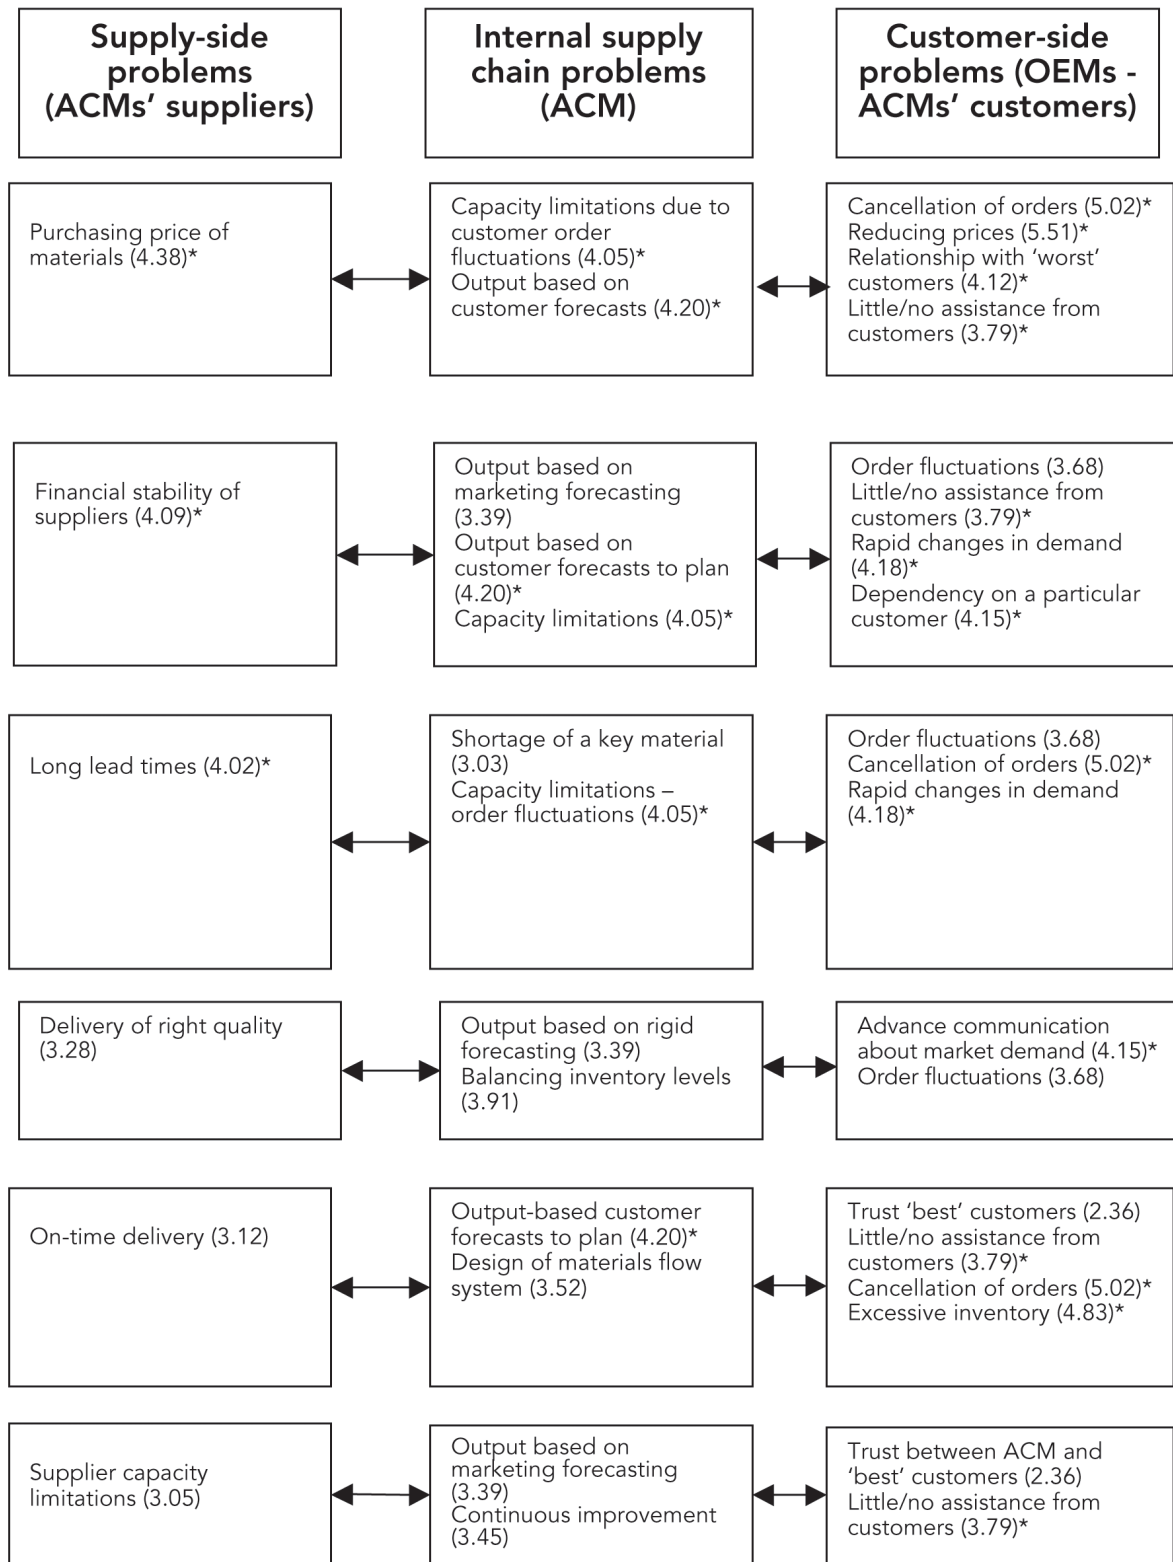 Supply-side
problems
(ACMs’ suppliers)
Internal supply
chain problems
(ACM)
Customer-side
problems (OEMs -
ACMs’ customers)
Purchasing price of
materials (4.38)*
Capacity limitations due to
customer order
fluctuations (4.05)*
Output based on
customer forecasts (4.20)*
Cancellation of orders (5.02)*
Reducing prices (5.51)*
Relationship with ‘worst’
customers (4.12)*
Little/no assistance from
customers (3.79)*
Financial stability of
suppliers (4.09)*
Output based on
marketing forecasting
(3.39)
Output based on
customer forecasts to plan
(4.20)*
Capacity limitations (4.05)*
Order fluctuations (3.68)
Little/no assistance from
customers (3.79)*
Rapid changes in demand
(4.18)*
Dependency on a particular
customer (4.15)*
Long lead times (4.02)*
Shortage of a key material
(3.03)
Capacity limitations –
order fluctuations (4.05)*
Order fluctuations (3.68)
Cancellation of orders (5.02)*
Rapid changes in demand
(4.18)*
Delivery of right quality
(3.28)
Output based on rigid
forecasting (3.39)
Balancing inventory levels
(3.91)
Advance communication
about market demand (4.15)*
Order fluctuations (3.68)
On-time delivery (3.12)
Output-based customer
forecasts to plan (4.20)*
Design of materials flow
system (3.52)
Trust ‘best’ customers (2.36)
Little/no assistance from
customers (3.79)*
Cancellation of orders (5.02)*
Excessive inventory (4.83)*
Supplier capacity
limitations (3.05)
Output based on
marketing forecasting
(3.39)
Continuous improvement
(3.45)
Trust between ACM and
‘best’ customers (2.36)
Little/no assistance from
customers (3.79)*